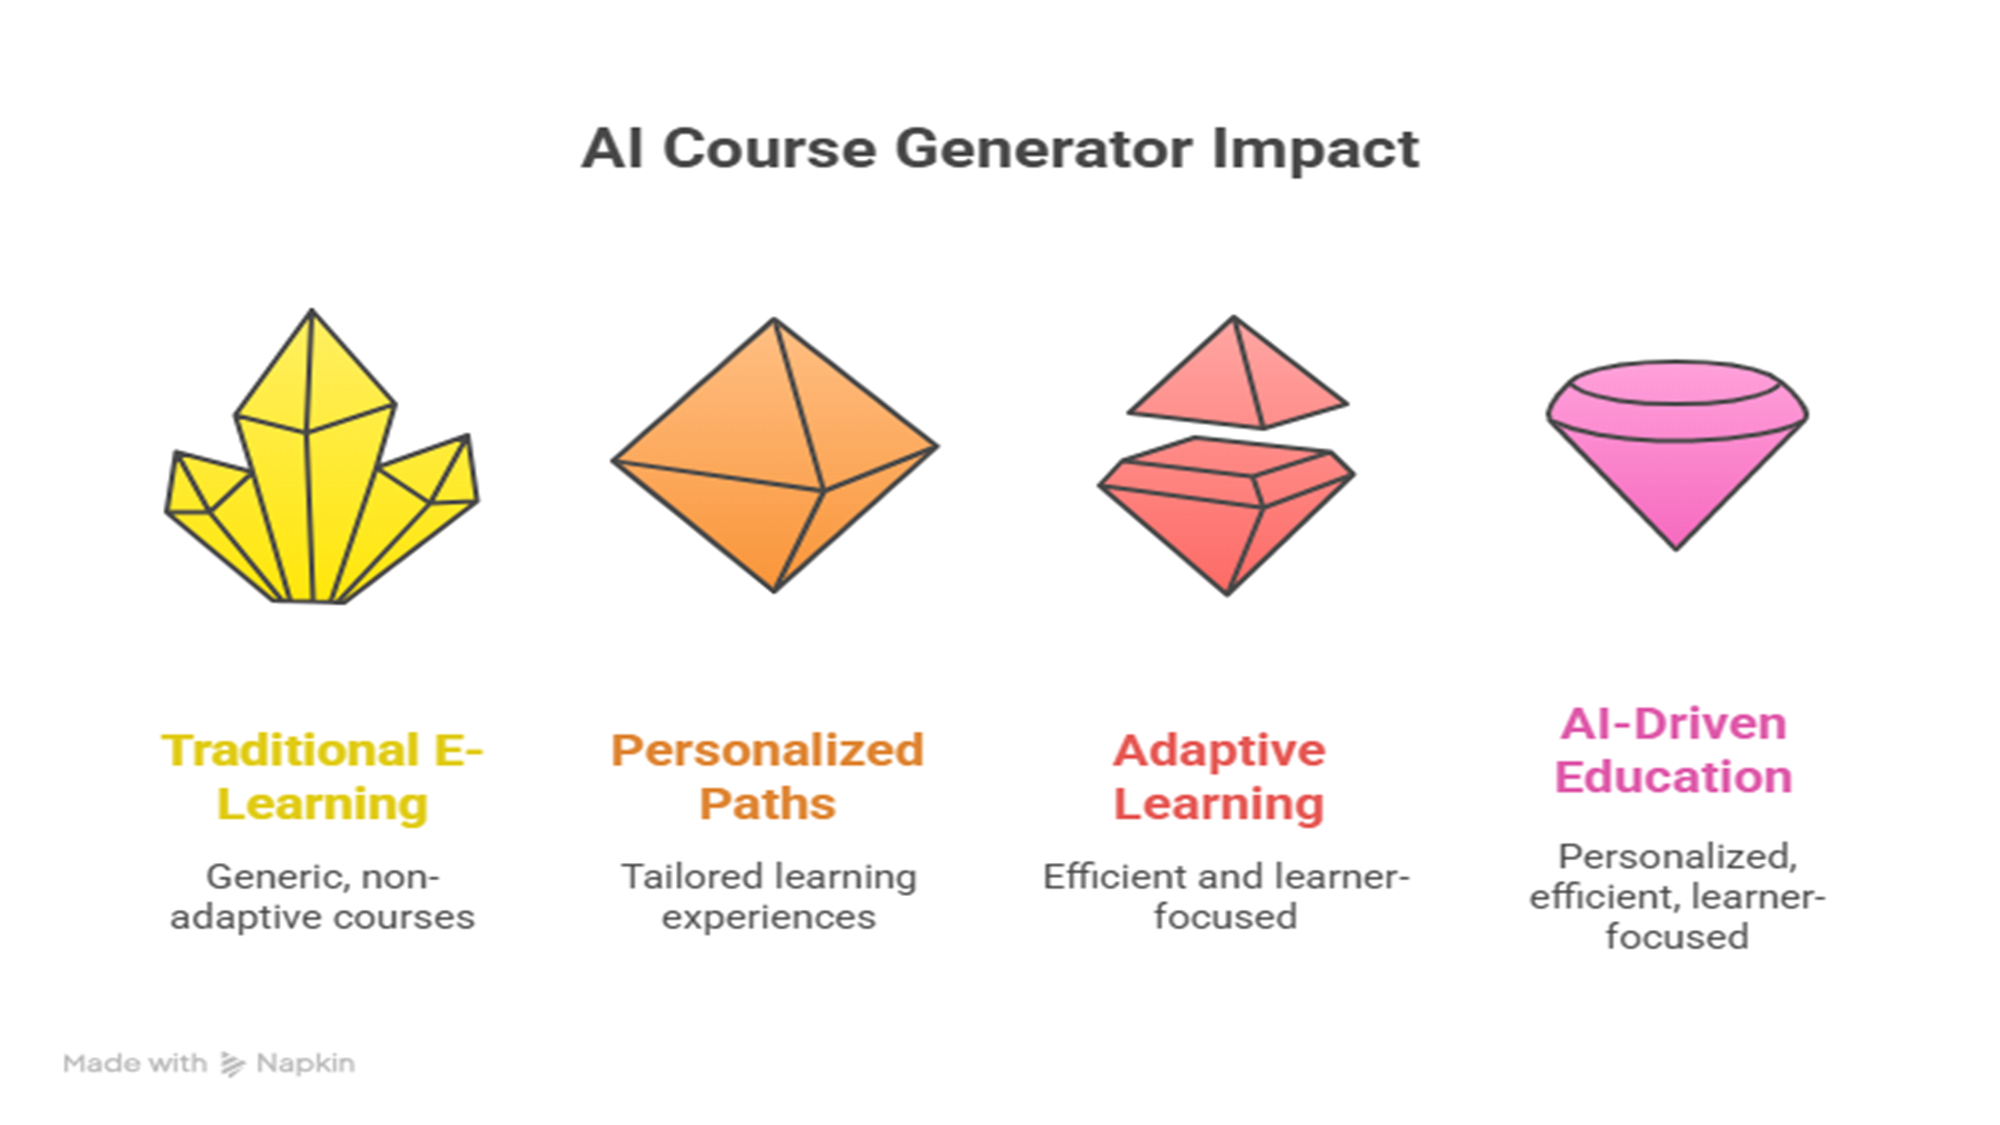 AI Course Generator Impact
Traditional E-
Learning
Generic, non-
adaptive courses
Personalized
Paths
Tailored learning
experiences
Adaptive
Learning
Efficient and learner-
focused
AI-Driven
Education
Personalized,
efficient, learner-
focused
Made with Napkin